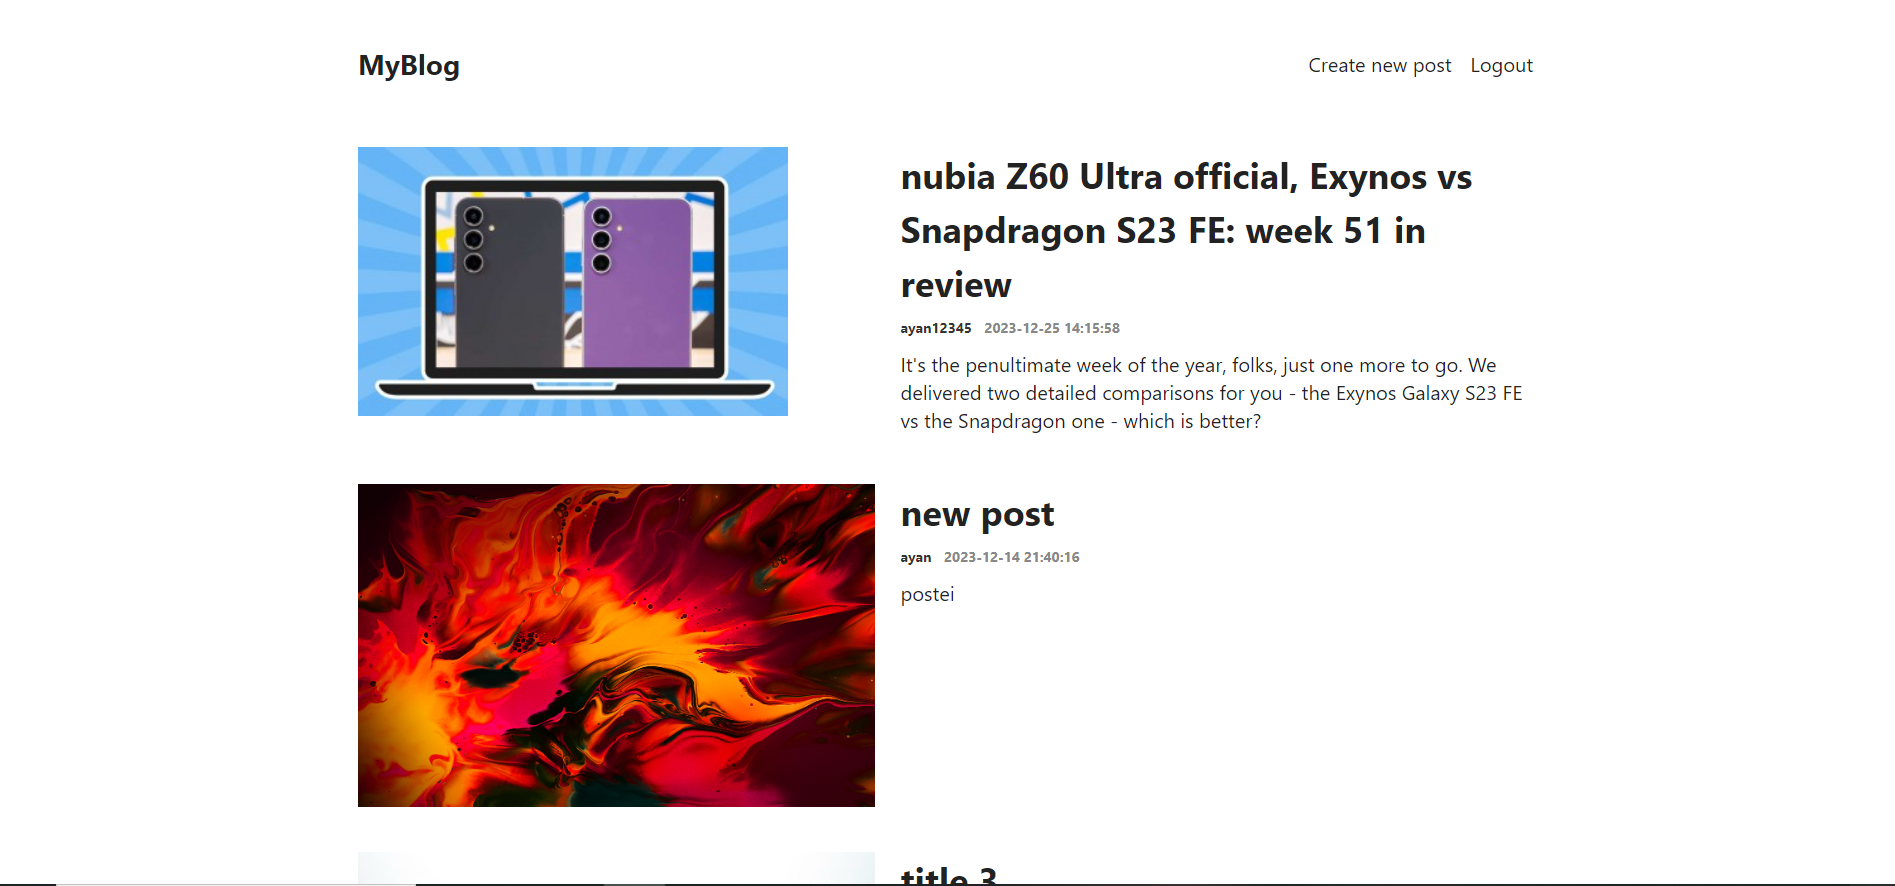 MyBlog
Create new post Logout
nubia Z60 Ultra official, Exynos vs
Snapdragon S23 FE: week 51 in
review
ayan12345 2023-12-25 14:15:58
It's the penultimate week of the year, folks, just one more to go. We
delivered two detailed comparisons for you - the Exynos Galaxy S23 FE
vs the Snapdragon one - which is better?
new post
ayan 2023-12-14 21:40:16
postei
title 3